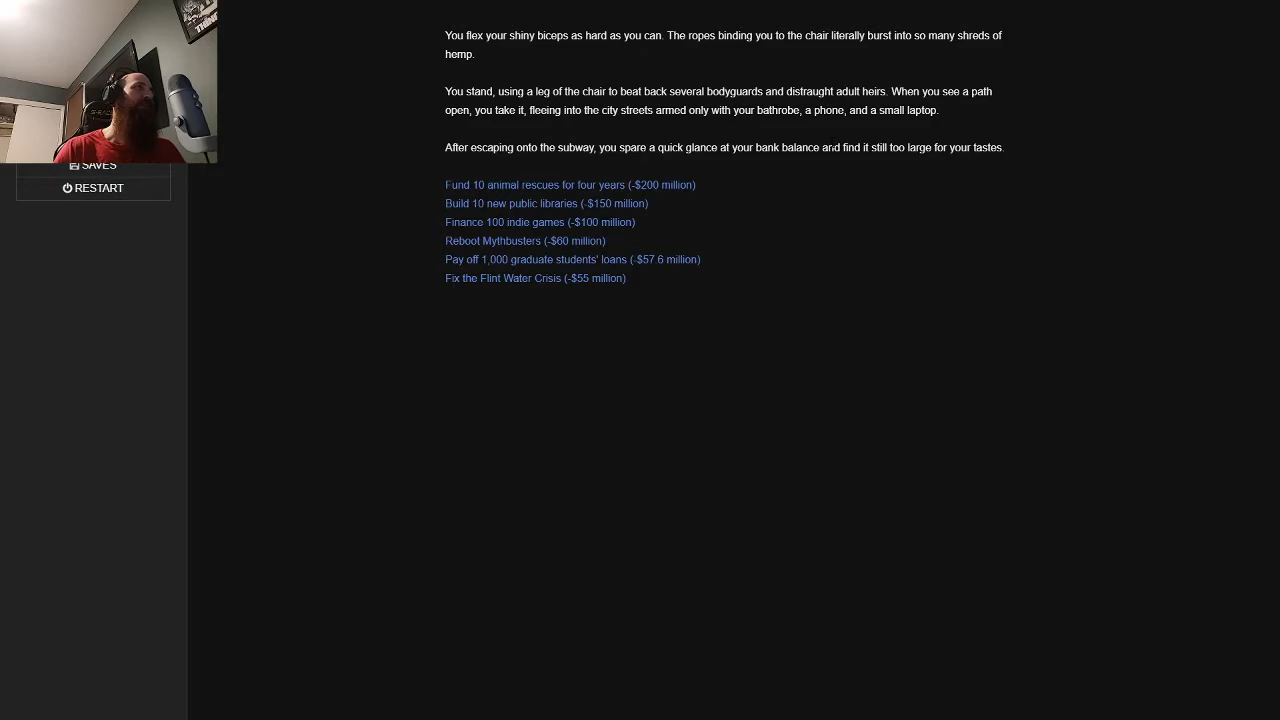 THIN
SAVES
RESTART
You flex your shiny biceps as hard as you can. The ropes binding you to the chair literally burst into so many shreds of
hemp.
You stand, using a leg of the chair to beat back several bodyguards and distraught adult heirs. When you see a path
open, you take it, fleeing into the city streets armed only with your bathrobe, a phone, and a small laptop.
After escaping onto the subway, you spare a quick glance at your bank balance and find it still too large for your tastes.
Fund 10 animal rescues for four years (-$200 million)
Build 10 new public libraries (-$150 million)
Finance 100 indie games (-$100 million)
Reboot Mythbusters (-$60 million)
Pay off 1,000 graduate students' loans (-$57.6 million)
Fix the Flint Water Crisis (-$55 million)